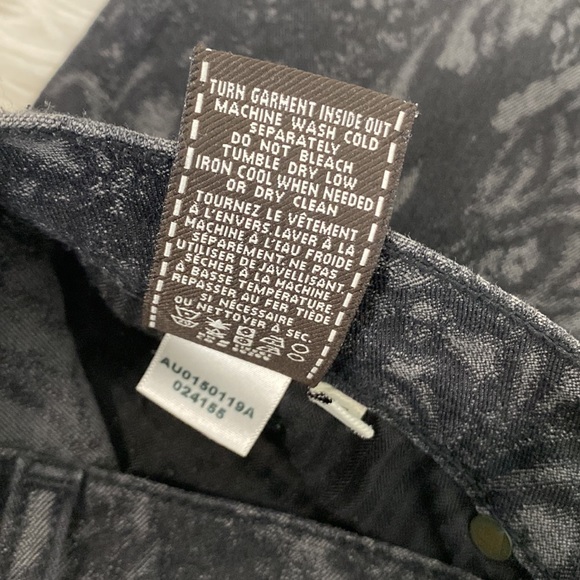 TURN GARMENT INSIDE OUT
MACHINE WASH COLD
SEPARATELY
DO NOT BLEACH
TUMBLE DRY LOW
IRON COOL WHEN NEEDED
OR DRY CLEAN
TOURNEZ LE VÊTEMENT
À L'ENVERS. LAVER À LA
MACHINE À L'EAU FROIDE
SÉPARÉMENT. NE PAS
UTILISER DE JAVELLISANT
SÉCHER À LA MACHINE
À BASSE TEMPÉRATURE.
REPASSER AU FER TIÈDE
SI NÉCESSAIRE
OU NETTOYER À SEC.
AU0150119A
024155